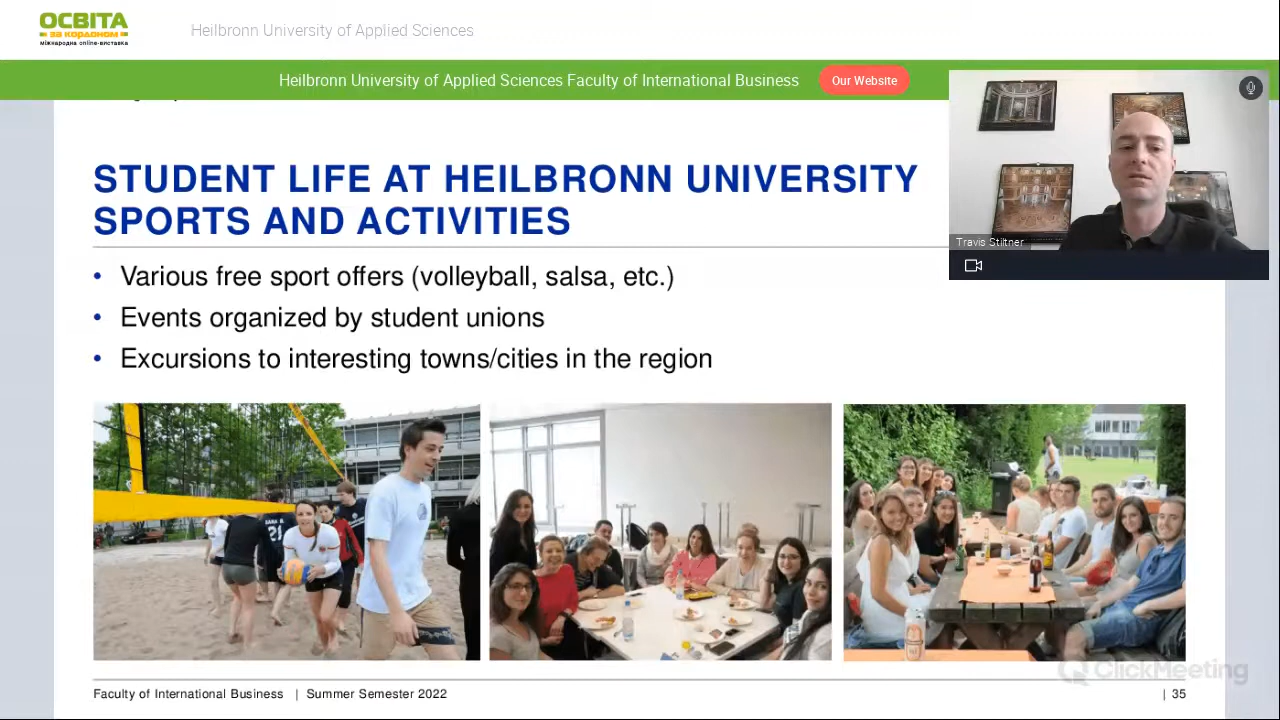 ОСВІТА
ЗА КОРДОНОМ
міжнародна online-виставка
Heilbronn University of Applied Sciences
Heilbronn University of Applied Sciences Faculty of International Business
Our Website
Travis Stiltner
STUDENT LIFE AT HEILBRONN UNIVERSITY
SPORTS AND ACTIVITIES
• Various free sport offers (volleyball, salsa, etc.)
• Events organized by student unions
• Excursions to interesting towns/cities in the region
21
ClickMeeting
Faculty of International Business | Summer Semester 2022
| 35